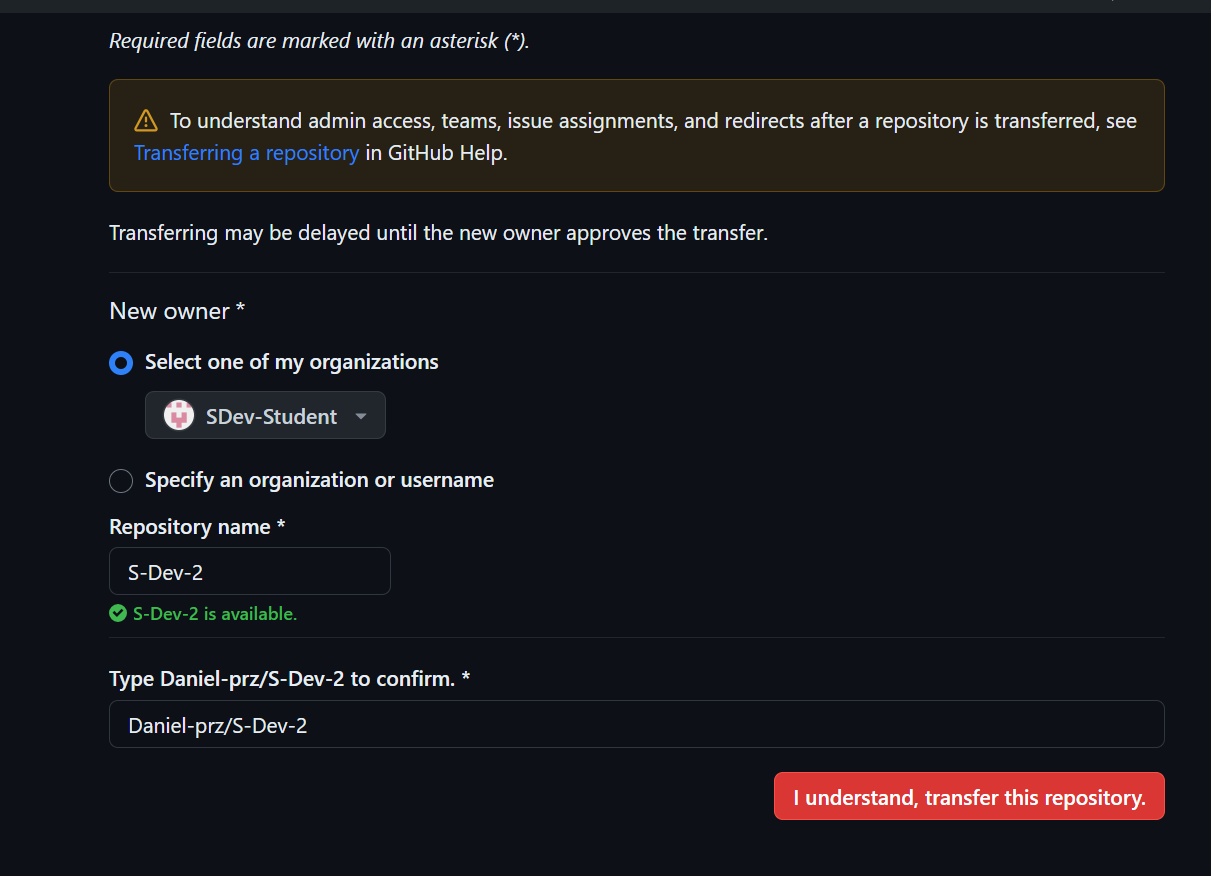 Required fields are marked with an asterisk (*).
To understand admin access, teams, issue assignments, and redirects after a repository is transferred, see
Transferring a repository in GitHub Help.
Transferring may be delayed until the new owner approves the transfer.
New owner *
Select one of my organizations
SDev-Student
Specify an organization or username
Repository name *
S-Dev-2
S-Dev-2 is available.
Type Daniel-prz/S-Dev-2 to confirm. *
Daniel-prz/S-Dev-2
I understand, transfer this repository.